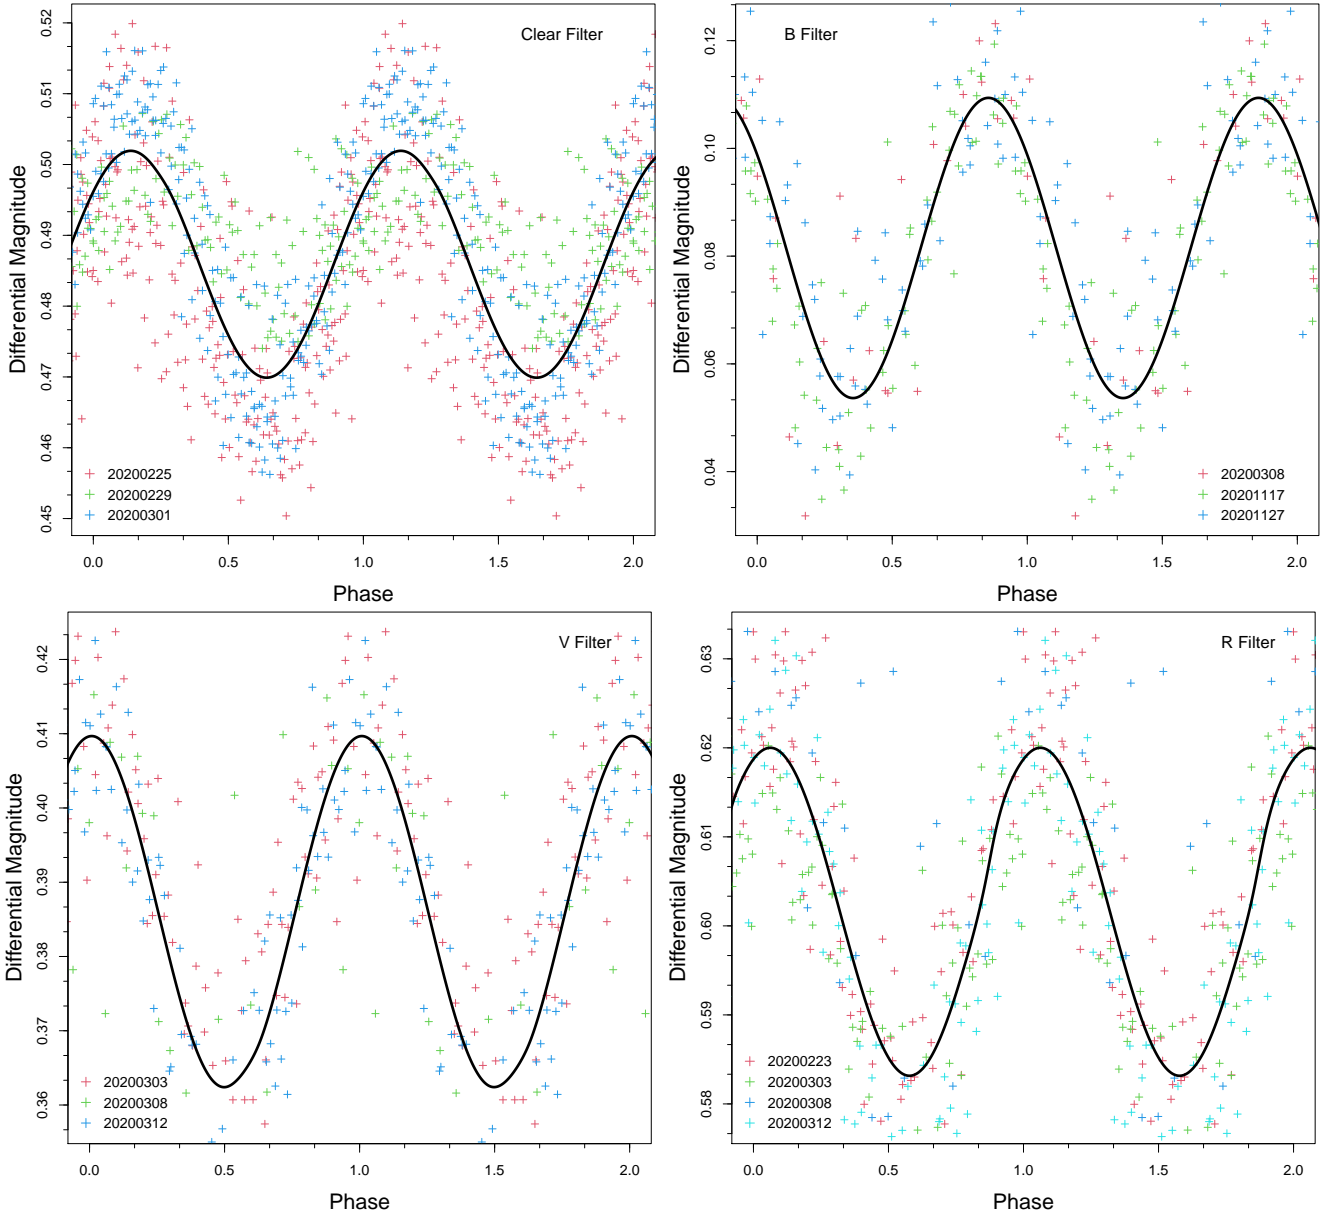 Clear Filter
Differential Magnitude
0.52
0.51
0.50
0.49
0.48
0.47
0.46
0.45
20200225
20200229
20200301
0.0 0.5 1.0 1.5 2.0
Phase
B Filter
Differential Magnitude
0.12
0.10
0.08
0.06
0.04
20200308
20201117
20201127
0.0 0.5 1.0 1.5 2.0
Phase
V Filter
Differential Magnitude
0.42
0.41
0.40
0.39
0.38
0.37
0.36
20200303
20200308
20200312
0.0 0.5 1.0 1.5 2.0
Phase
R Filter
Differential Magnitude
0.63
0.62
0.61
0.60
0.59
0.58
20200223
20200303
20200308
20200312
0.0 0.5 1.0 1.5 2.0
Phase